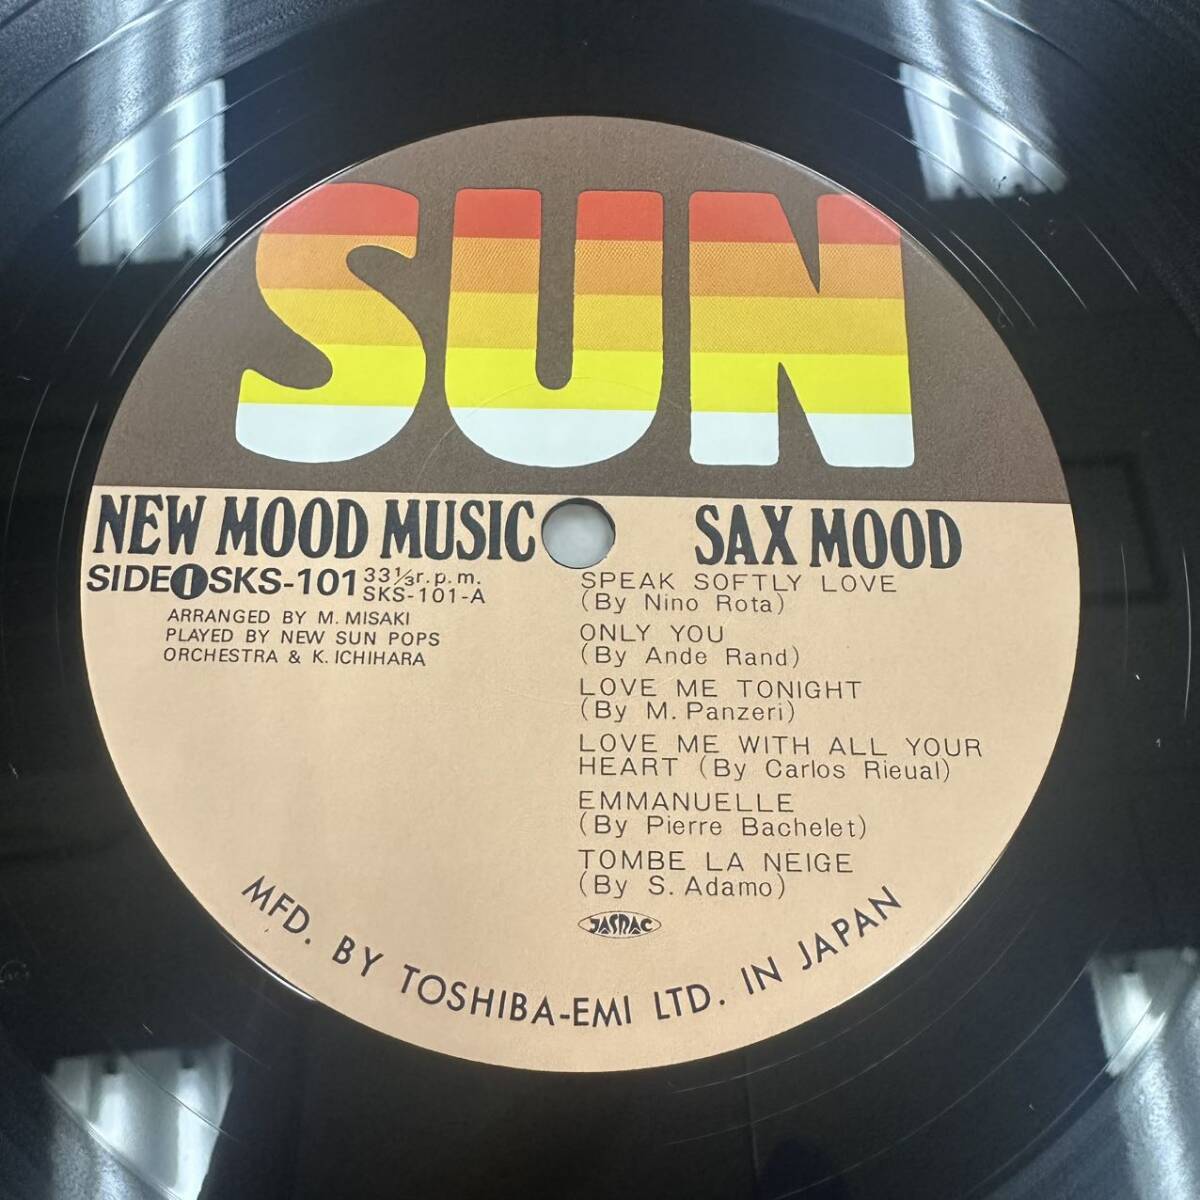 SUN
NEW MOOD MUSIC
SAX MOOD
SIDE 1 SKS-101 33 1/3 r.p.m.
SKS-101-A
ARRANGED BY M. MISAKI
PLAYED BY NEW SUN POPS
ORCHESTRA & K. ICHIHARA
SPEAK SOFTLY LOVE
(By Nino Rota)
ONLY YOU
(By Ande Rand)
LOVE ME TONIGHT
(By M. Panzeri)
LOVE ME WITH ALL YOUR
HEART (By Carlos Rieual)
EMMANUELLE
(By Pierre Bachelet)
TOMBE LA NEIGE
(By S. Adamo)
JASRAC
MFD. BY TOSHIBA-EMI LTD. IN JAPAN